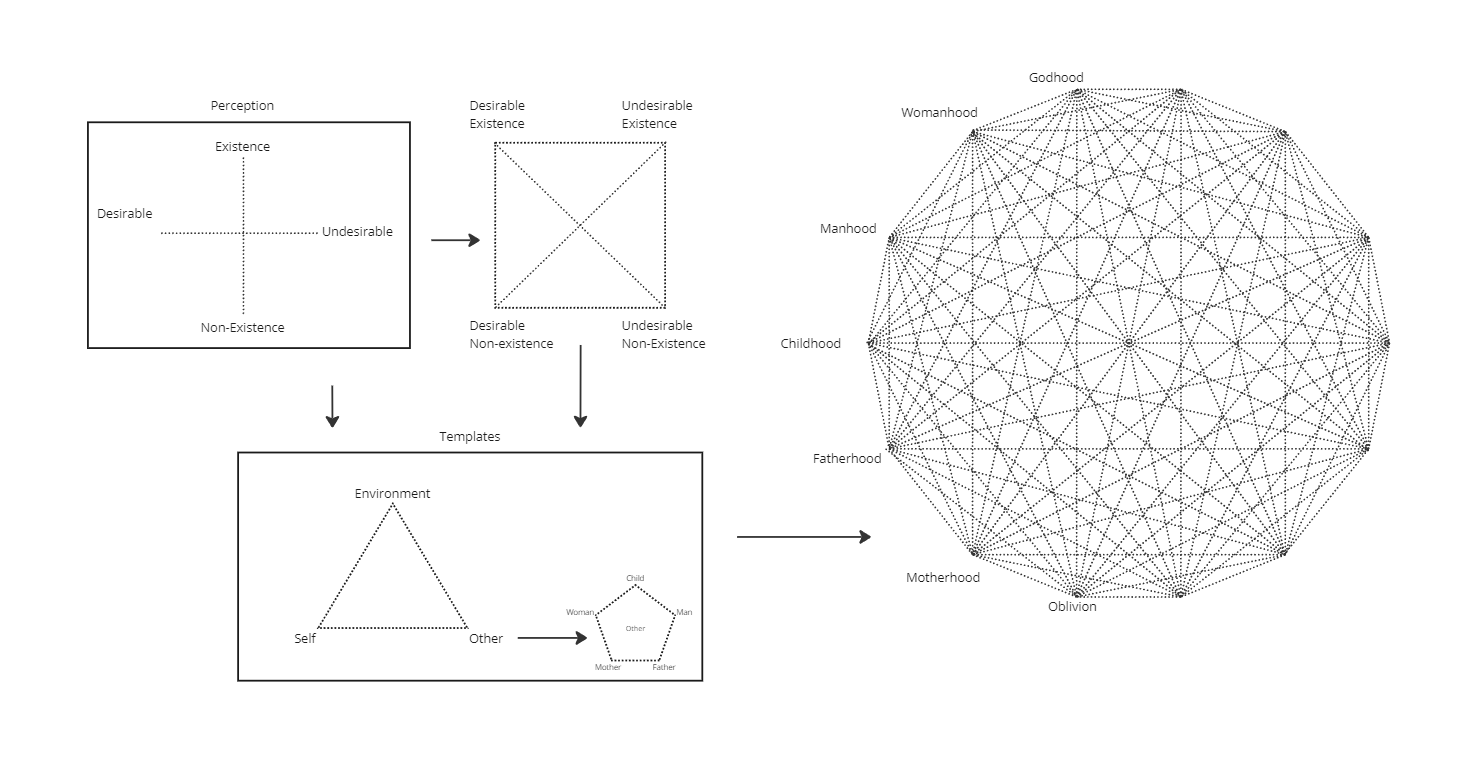 Perception
Existence
Desirable
Undesirable
Non-Existence
Desirable
Existence
Undesirable
Existence
Desirable
Non-existence
Undesirable
Non-Existence
Templates
Environment
Self
Other
Child
Woman
Man
Other
Mother
Father
Godhood
Womanhood
Manhood
Childhood
Fatherhood
Motherhood
Oblivion